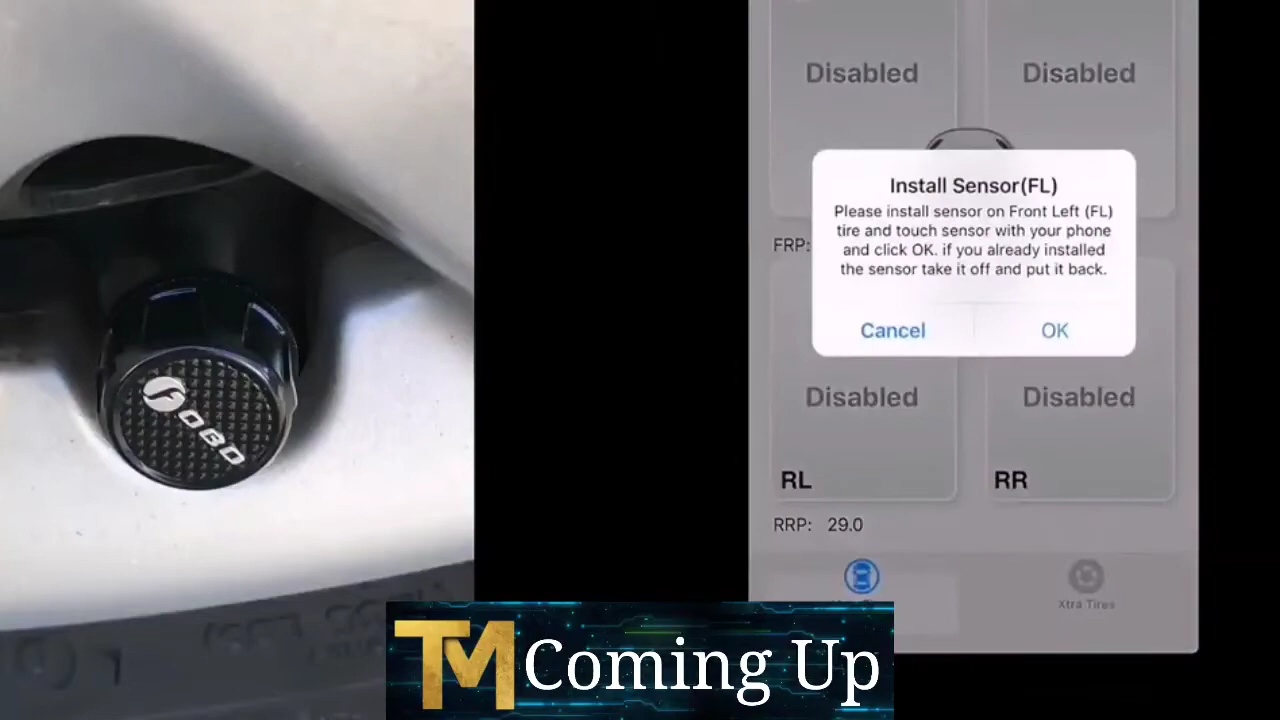 FOBO
Disabled
Disabled
Install Sensor(FL)
Please install sensor on Front Left (FL)
tire and touch sensor with your phone
and click OK. if you already installed
the sensor take it off and put it back.
FRP:
Cancel
OK
Disabled
Disabled
RL
RR
RRP: 29.0
Xtra Tires
TM Coming Up